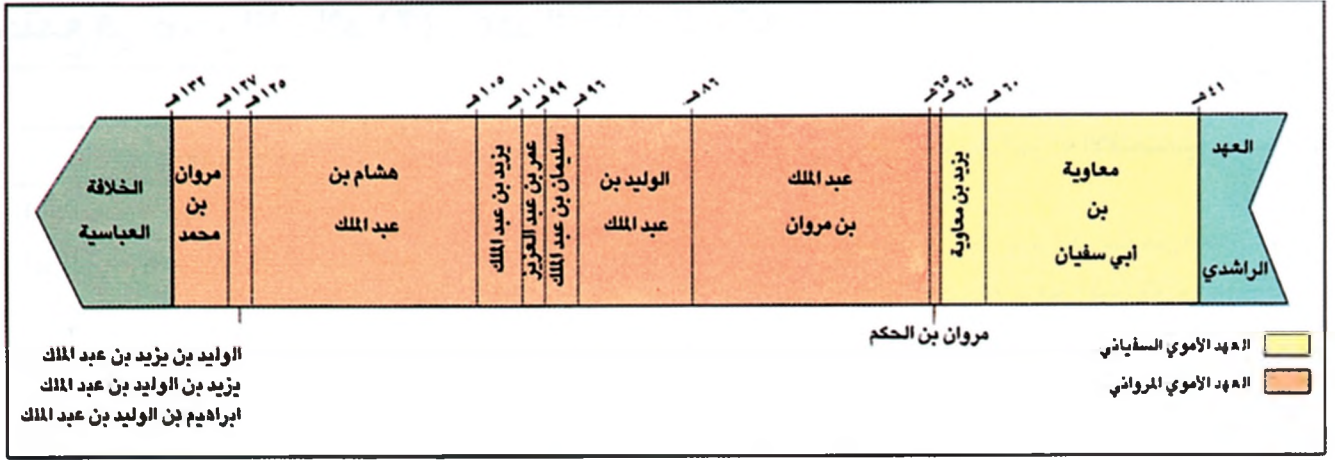 ٤١هـ
٦٠هـ
٦٤هـ
٦٥هـ
٨٦هـ
٩٦هـ
٩٩هـ
١٠١هـ
١٠٥هـ
١٢٥هـ
١٢٧هـ
١٣٢هـ
العهد
الراشدي
معاوية
بن
أبي سفيان
يزيد بن معاوية
عبد الملك
بن مروان
الوليد بن
عبد الملك
سليمان بن عبد الملك
عمر بن عبد العزيز
يزيد بن عبد الملك
هشام بن
عبد الملك
مروان
بن
محمد
الخلافة
العباسية
مروان بن الحكم
الوليد بن يزيد بن عبد الملك
يزيد بن الوليد بن عبد الملك
ابراهيم بن الوليد بن عبد الملك
العهد الأموي السفياني
العهد الأموي المرواني